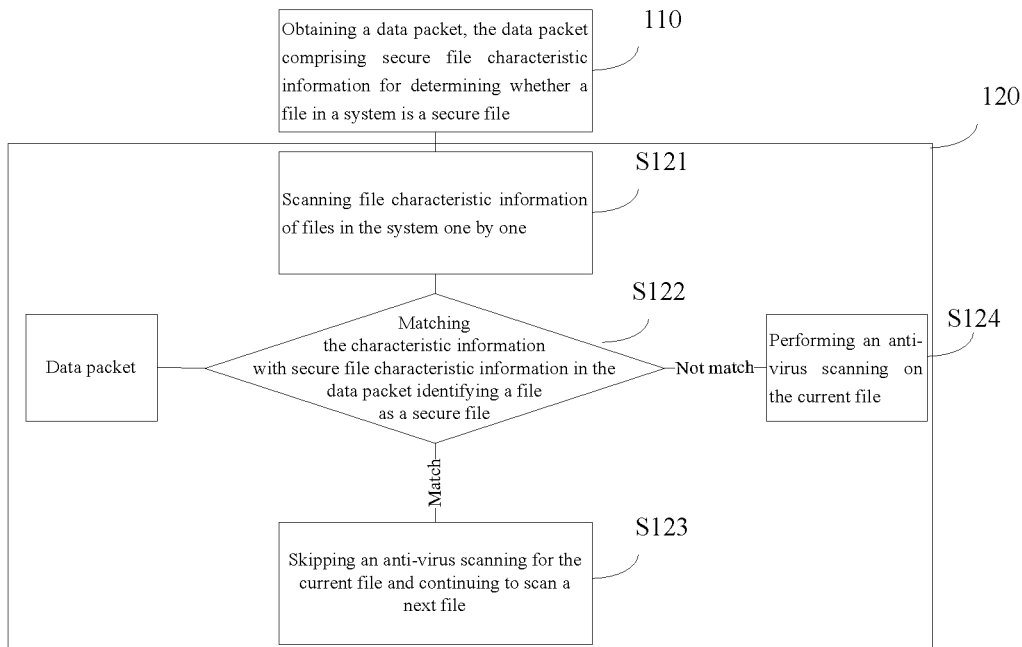 Obtaining a data packet, the data packet
comprising secure file characteristic
information for determining whether a
file in a system is a secure file
110
120
Scanning file characteristic information
of files in the system one by one
S121
Matching
the characteristic information
with secure file characteristic information in the
data packet identifying a file
as a secure file
S122
Data packet
Not match
Performing an anti-
virus scanning on
the current file
S124
Match
Skipping an anti-virus scanning for the
current file and continuing to scan a
next file
S123